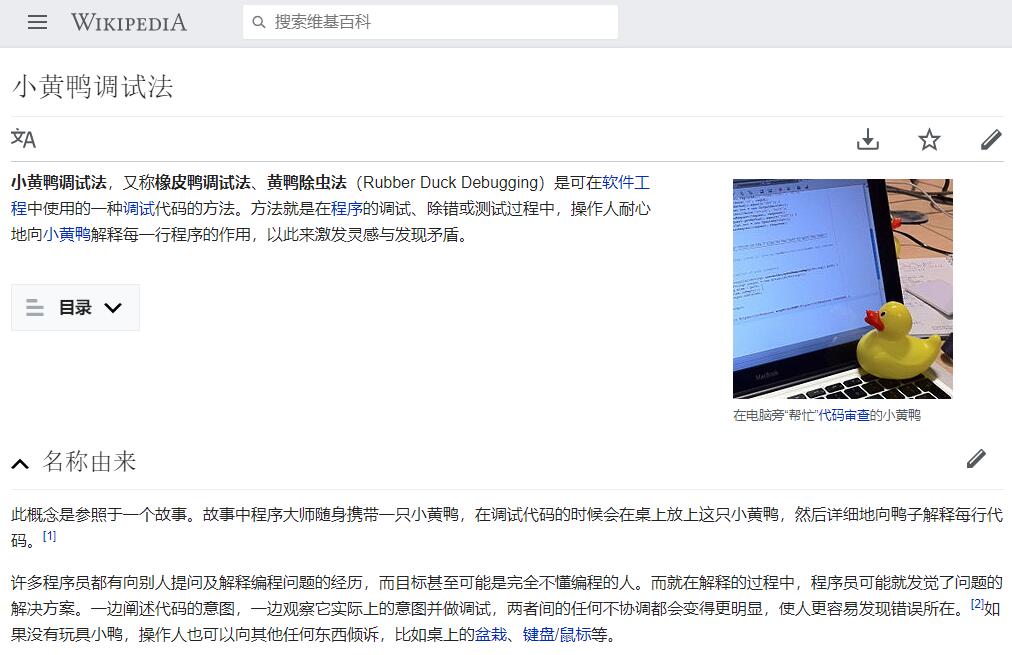 WIKIPEDIA
搜索维基百科
小黄鸭调试法
文A
小黄鸭调试法，又称橡皮鸭调试法、黄鸭除虫法（Rubber Duck Debugging）是可在软件工
程中使用的一种调试代码的方法。方法就是在程序的调试、除错或测试过程中，操作人耐心
地向小黄鸭解释每一行程序的作用，以此来激发灵感与发现矛盾。
目录
MacBook
在电脑旁“帮忙”代码审查的小黄鸭
名称由来
此概念是参照于一个故事。故事中程序大师随身携带一只小黄鸭，在调试代码的时候会在桌上放上这只小黄鸭，然后详细地向鸭子解释每行代
码。[1]
许多程序员都有向别人提问及解释编程问题的经历，而目标甚至可能是完全不懂编程的人。而就在解释的过程中，程序员可能就发觉了问题的
解决方案。一边阐述代码的意图，一边观察它实际上的意图并做调试，两者间的任何不协调都会变得更明显，使人更容易发现错误所在。[2]如
果没有玩具小鸭，操作人也可以向其他任何东西倾诉，比如桌上的盆栽、键盘/鼠标等。